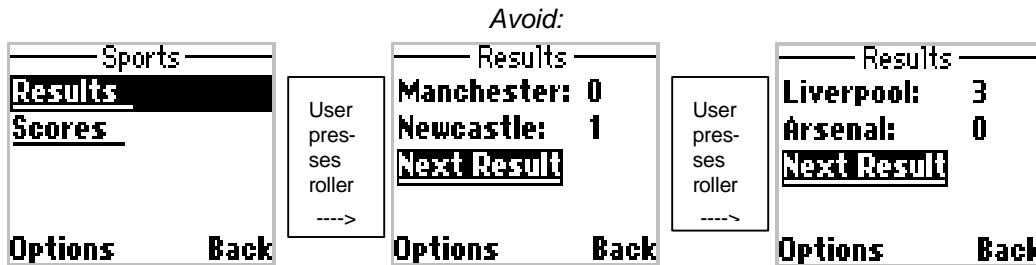 Avoid:
Sports
Results
Scores
Options Back
User
pres-
ses
roller
---->
Results
Manchester: 0
Newcastle: 1
Next Result
Options Back
User
pres-
ses
roller
---->
Results
Liverpool: 3
Arsenal: 0
Next Result
Options Back